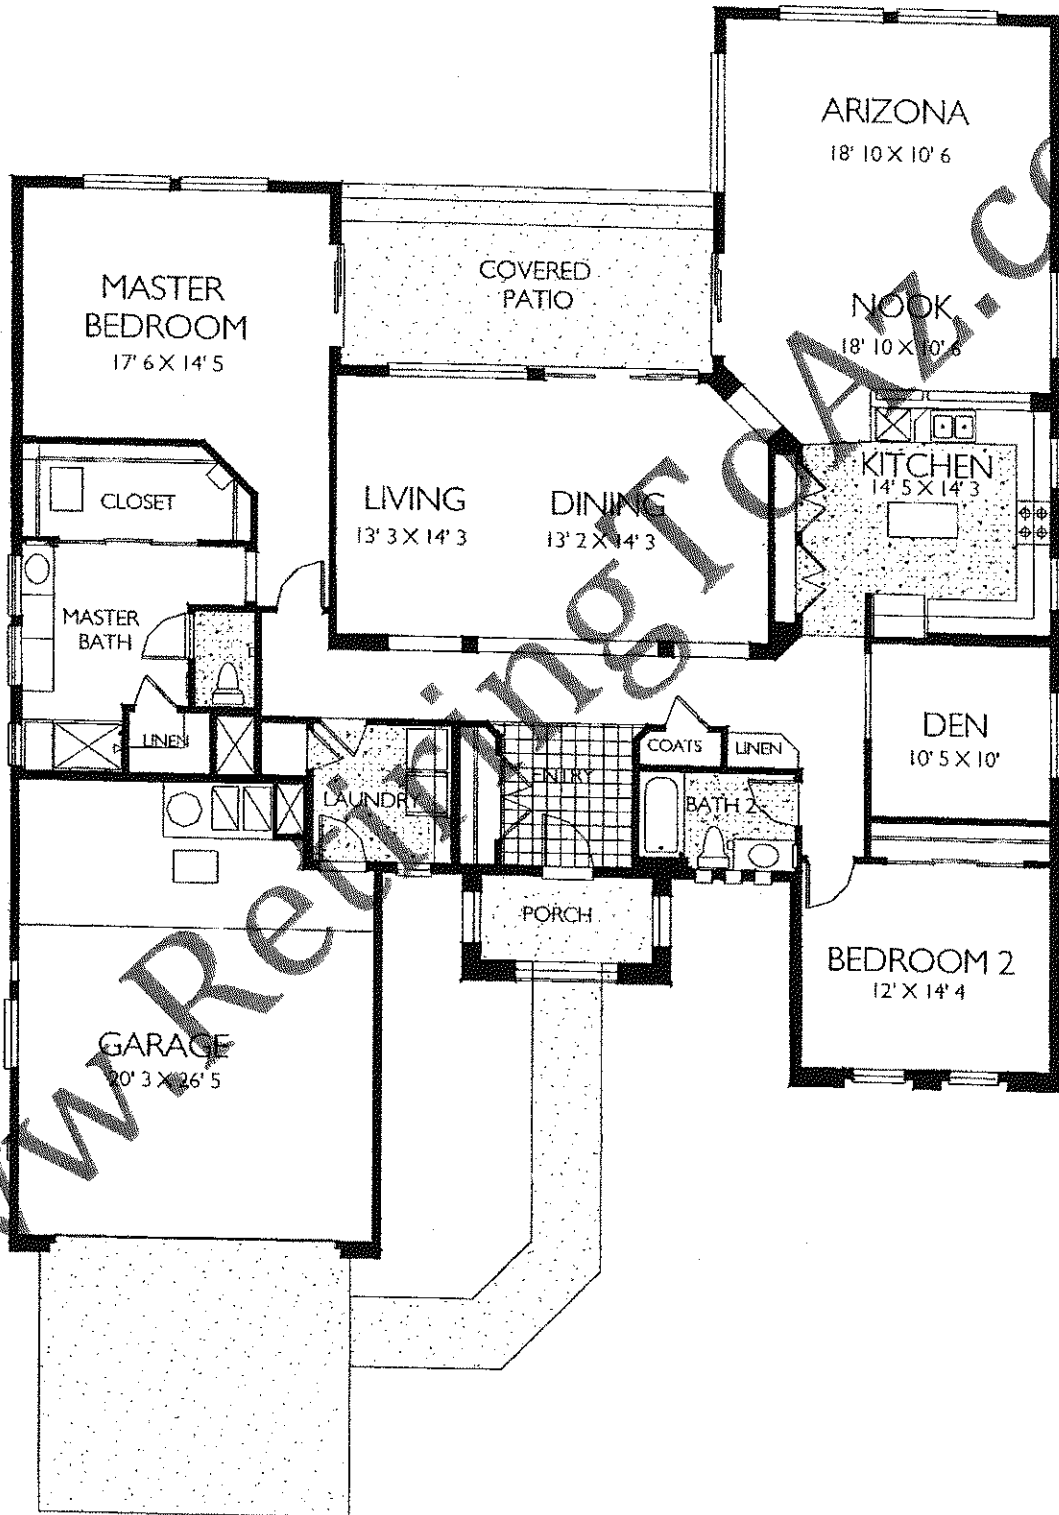 ARIZONA
18' 10 X 10' 6
MASTER
BEDROOM
17' 6 X 14' 5
COVERED
PATIO
NOOK
18' 10 X 10' 6
CLOSET
LIVING
13' 3 X 14' 3
DINING
13' 2 X 14' 3
KITCHEN
14' 5 X 14' 3
MASTER
BATH
LINEN
DEN
10' 5 X 10'
COATS
LINEN
LAUNDRY
ENTRY
BATH 2
PORCH
BEDROOM 2
12' X 14' 4
GARAGE
20' 3 X 26' 5
w.RetiringToAz.co